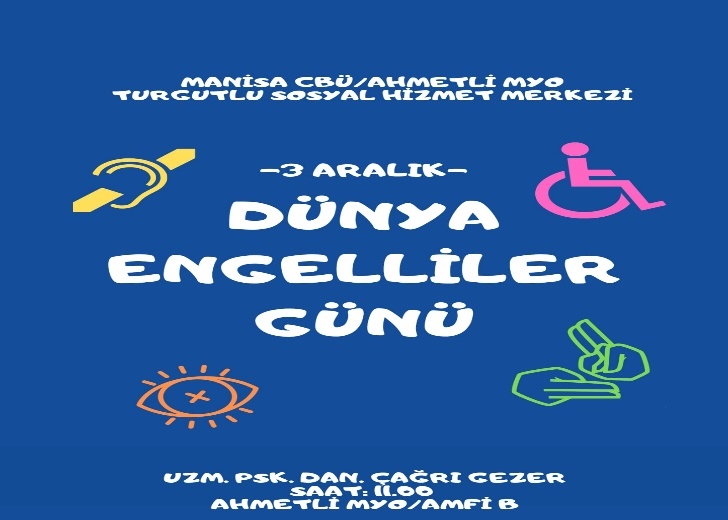 MANİSA CBÜ/AHMETLİ MYO
TURGUTLU SOSYAL HİZMET MERKEZİ
-3 ARALIK-
DÜNYA
ENGELLİLER
GÜNÜ
UZM. PSK. DAN. ÇAĞRI GEZER
SAAT: 11.00
AHMETLİ MYO/AMFİ B